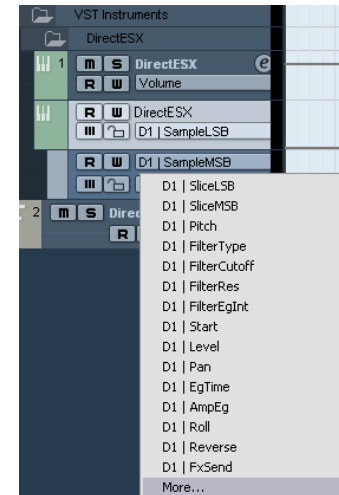 VST Instruments
DirectESX
1 m S DirectESX e
R W Volume
R W DirectESX
D1 | SampleLSB
R W D1 | SampleMSB
D1 | SliceLSB
D1 | SliceMSB
2 m S Direc
D1 | Pitch
R
D1 | FilterType
D1 | FilterCutoff
D1 | FilterRes
D1 | FilterEgInt
D1 | Start
D1 | Level
D1 | Pan
D1 | EgTime
D1 | AmpEg
D1 | Roll
D1 | Reverse
D1 | FxSend
More...